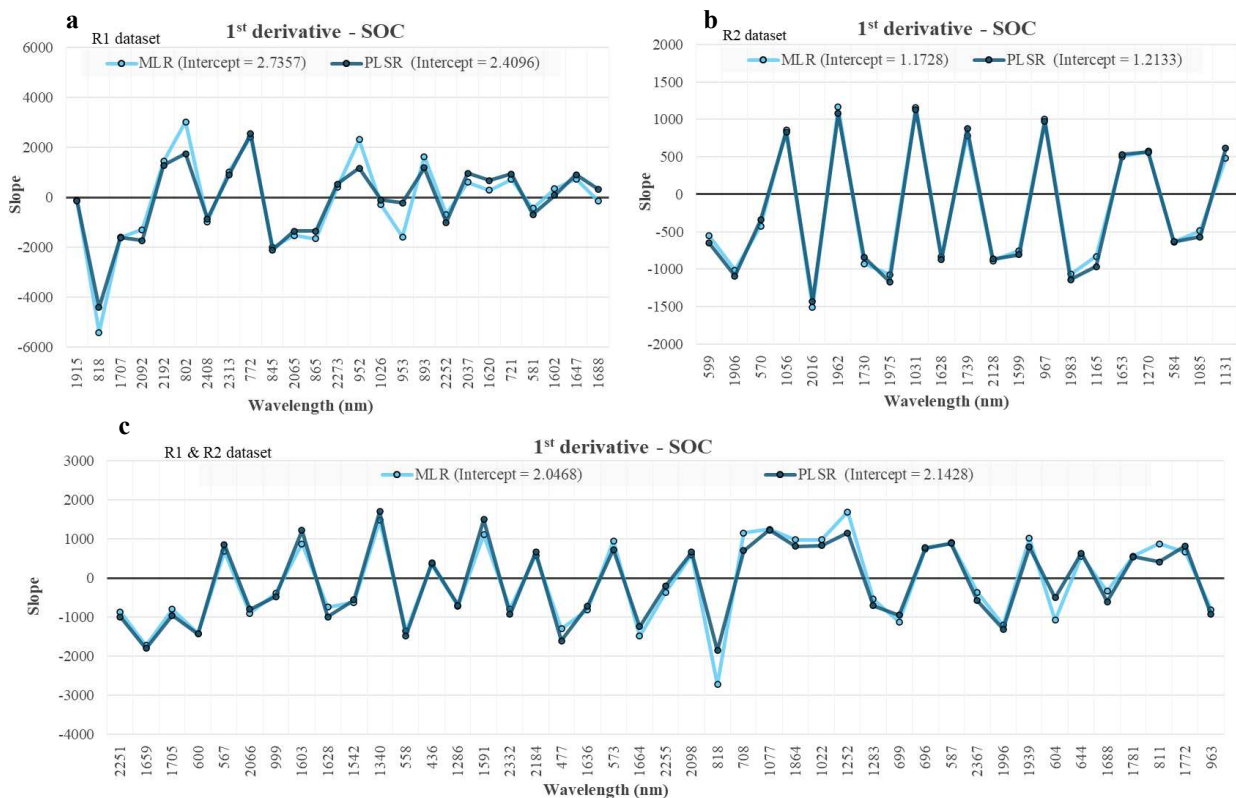 a
1st derivative - SOC
R1 dataset
MLR (Intercept = 2.7357) PLSR (Intercept = 2.4096)
6000
4000
2000
0
-2000
-4000
-6000
Slope
1915 818 1707 2092 2192 802 2408 2313 772 845 2065 865 2273 952 1026 953 893 2252 2037 1620 721 581 1602 1647 1688
Wavelength (nm)
b
1st derivative - SOC
R2 dataset
MLR (Intercept = 1.1728) PLSR (Intercept = 1.2133)
2000
1500
1000
500
0
-500
-1000
-1500
-2000
Slope
599 1906 570 1056 2016 1962 1730 1975 1031 1628 1739 2128 1599 967 1983 1165 1653 1270 584 1085 1131
Wavelength (nm)
c
1st derivative - SOC
R1 & R2 dataset
MLR (Intercept = 2.0468) PLSR (Intercept = 2.1428)
3000
2000
1000
0
-1000
-2000
-3000
-4000
Slope
2251 1659 1705 600 567 2066 999 1603 1628 1542 1340 558 436 1286 1591 2332 2184 477 1636 573 1664 2255 2098 818 708 1077 1864 1022 1252 1283 699 696 587 2367 1996 1939 604 644 1688 1781 811 1772 963
Wavelength (nm)